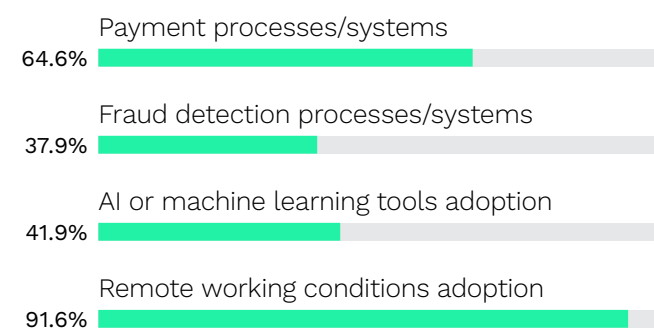 Payment processes/systems
64.6%
Fraud detection processes/systems
37.9%
AI or machine learning tools adoption
41.9%
Remote working conditions adoption
91.6%